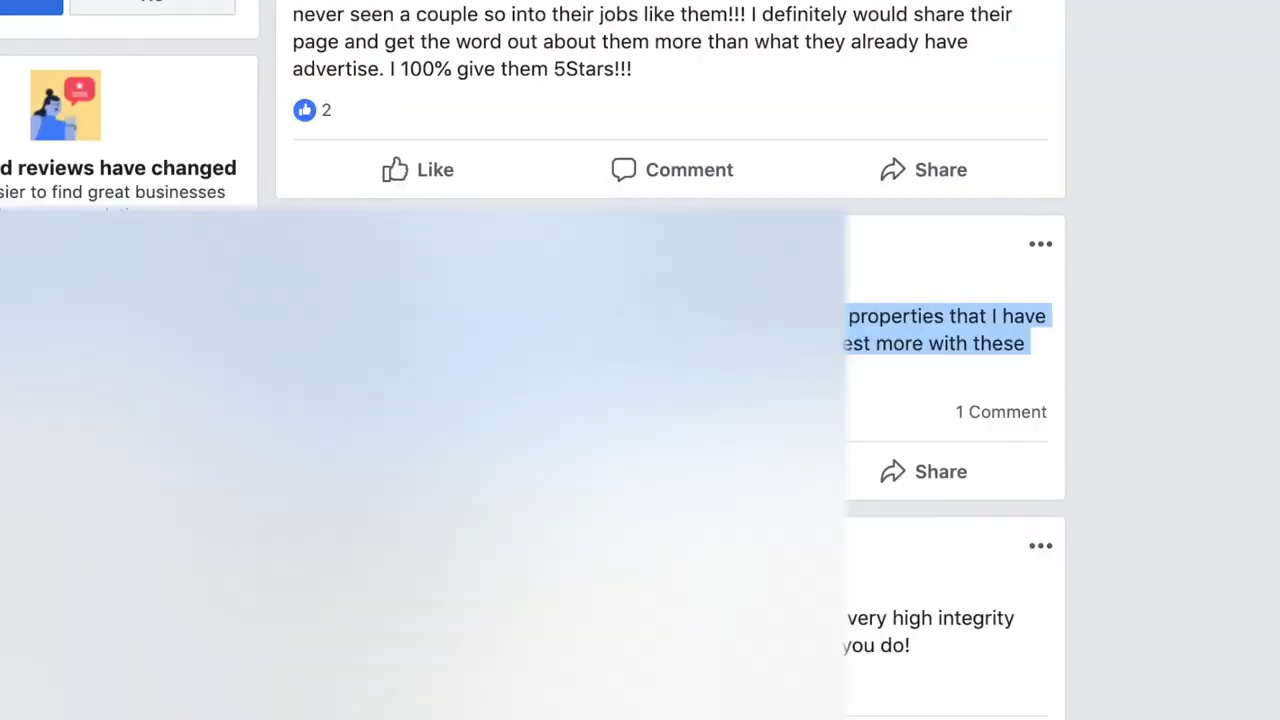 never seen a couple so into their jobs like them!!! I definitely would share their
page and get the word out about them more than what they already have
advertise. I 100% give them 5Stars!!!
2
Like Comment Share
d reviews have changed
sier to find great businesses
properties that I have
est more with these
1 Comment
Share
very high integrity
you do!